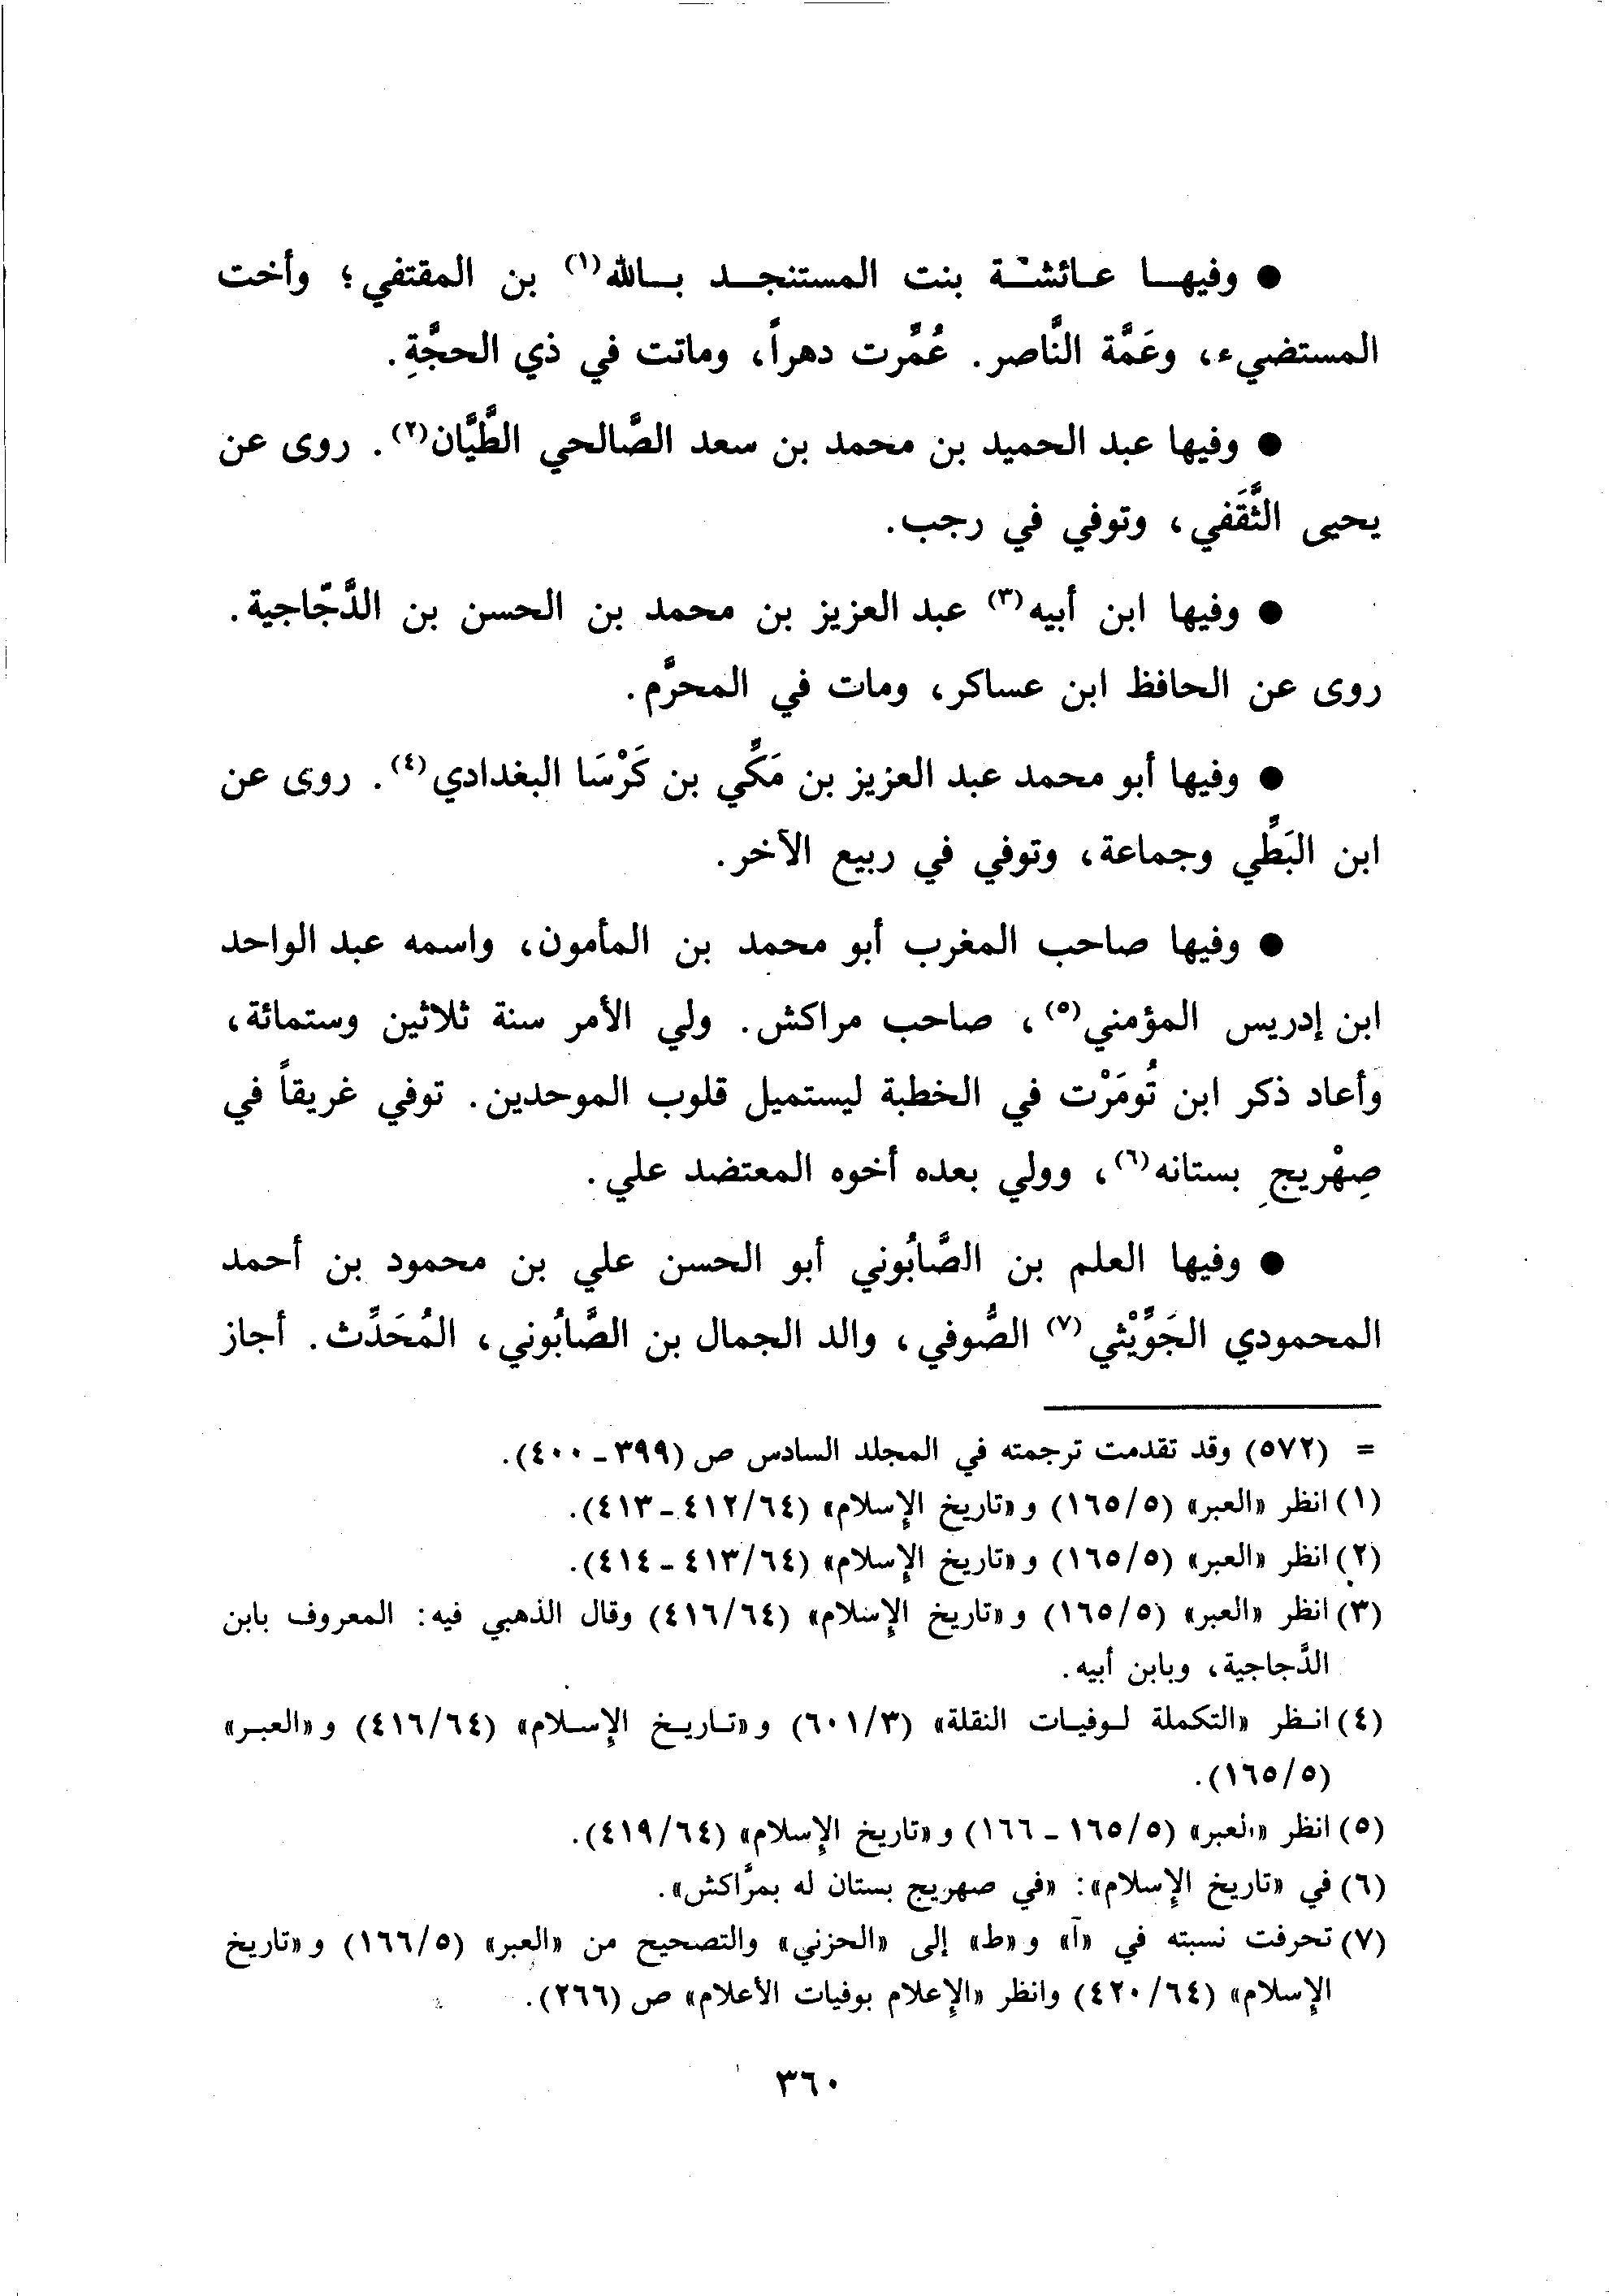 ● وفيها عائشة بنت المستنجد بالله(١) بن المقتفي؛ وأخت
المستضيء، وعَمَّة النَّاصر. عُمَّرت دهراً، وماتت في ذي الحجَّةِ.
● وفيها عبد الحميد بن محمد بن سعد الصَّالحي الطَّيَّان(٢). روى عن
يحيى الثَّقَفي، وتوفي في رجب.
● وفيها ابن أبيه(٣) عبد العزيز بن محمد بن الحسن بن الدَّجّاجية.
روى عن الحافظ ابن عساكر، ومات في المحرَّم.
● وفيها أبو محمد عبد العزيز بن مَكِّي بن كَرْسَا البغدادي(٤). روى عن
ابن البَطِّي وجماعة، وتوفي في ربيع الآخر.
● وفيها صاحب المغرب أبو محمد بن المأمون، واسمه عبد الواحد
ابن إدريس المؤمني(٥)، صاحب مراكش. ولي الأمر سنة ثلاثين وستمائة،
وأعاد ذكر ابن تُومَرْت في الخطبة ليستميل قلوب الموحدين. توفي غريقاً في
صِهْريجِ بستانه(٦)، وولي بعده أخوه المعتضد علي.
● وفيها العلم بن الصَّابُوني أبو الحسن علي بن محمود بن أحمد
المحمودي الجَوِّيْثي(٧) الصُّوفي، والد الجمال بن الصَّابُوني، المُحَدِّث. أجاز
= (٥٧٢) وقد تقدمت ترجمته في المجلد السادس ص (٣٩٩ - ٤٠٠).
(١) انظر «العبر» (١٦٥/٥) و«تاريخ الإسلام» (٤١٢/٦٤ - ٤١٣).
(٢) انظر «العبر» (١٦٥/٥) و«تاريخ الإسلام» (٤١٣/٦٤ - ٤١٤).
(٣) انظر «العبر» (١٦٥/٥) و«تاريخ الإسلام» (٤١٦/٦٤) وقال الذهبي فيه: المعروف بابن
الدَّجاجية، وبابن أبيه.
(٤) انظر «التكملة لوفيات النقلة» (٦٠١/٣) و«تاريخ الإسلام» (٤١٦/٦٤) و«العبر»
(١٦٥/٥).
(٥) انظر «العبر» (١٦٥/٥ - ١٦٦) و«تاريخ الإسلام» (٤١٩/٦٤).
(٦) في «تاريخ الإسلام»: «في صهريج بستان له بمرَّاكش».
(٧) تحرفت نسبته في «آ» و«ط» إلى «الحزني» والتصحيح من «العبر» (١٦٦/٥) و«تاريخ
الإسلام» (٤٢٠/٦٤) وانظر «الإعلام بوفيات الأعلام» ص (٢٦٦).
٣٦٠